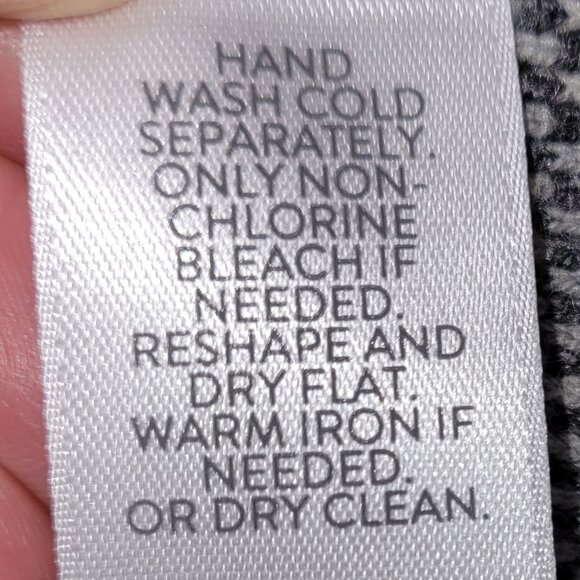 HAND
WASH COLD
SEPARATELY.
ONLY NON-
CHLORINE
BLEACH IF
NEEDED.
RESHAPE AND
DRY FLAT.
WARM IRON IF
NEEDED.
OR DRY CLEAN.